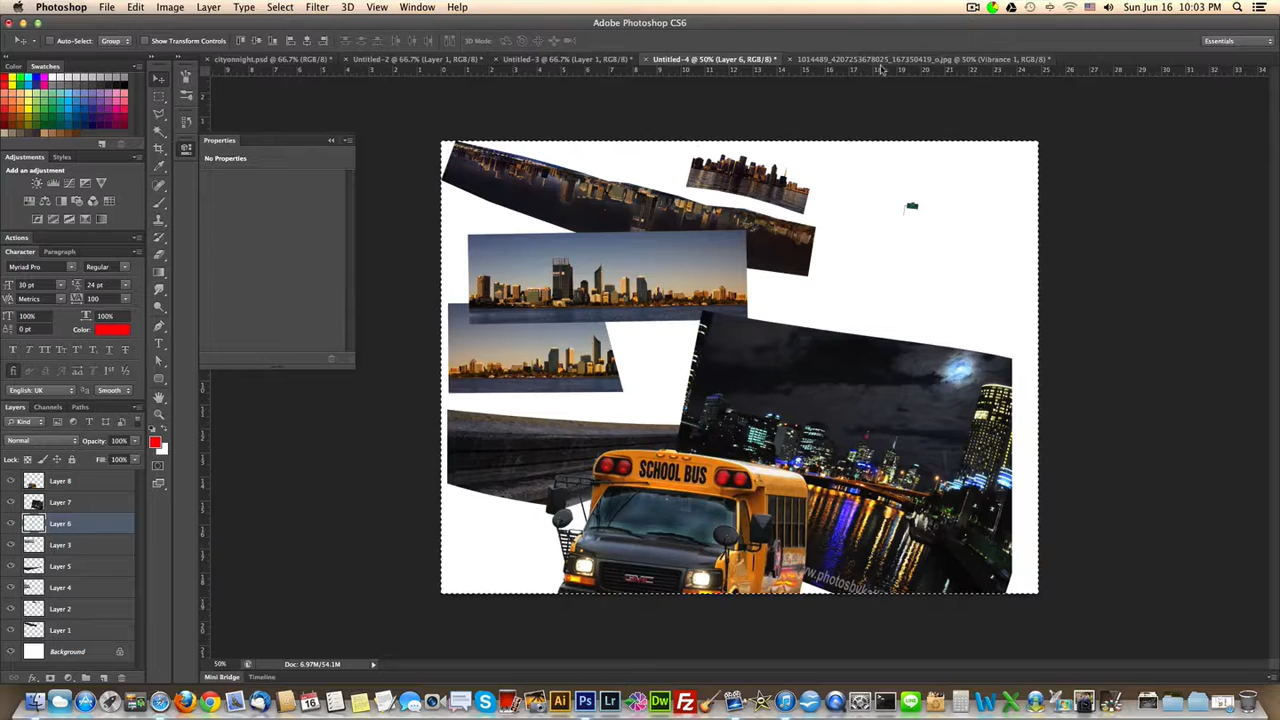 Photoshop File Edit Image Layer Type Select Filter 3D View Window Help
Sun Jun 16 10:03 PM
Adobe Photoshop CS6
Auto-Select: Group Show Transform Controls 3D Mode: Essentials
cityonnight.psd @ 66.7% (RGB/8) * Untitled-2 @ 66.7% (Layer 1, RGB/8) * Untitled-3 @ 66.7% (Layer 1, RGB/8) * Untitled-4 @ 50% (Layer 6, RGB/8) * 1014489_4207253678025_167350419_o.jpg @ 50% (Vibrance 1, RGB/8) *
Color Swatches
Properties
No Properties
Adjustments Styles
Add an adjustment
Actions
Character Paragraph
Myriad Pro Regular
30 pt 24 pt
Metrics 100
100% 100%
0 pt Color:
T T TT Tt T T T T
English: UK Smooth
Layers Channels Paths
Kind
Normal Opacity: 100%
Lock: Fill: 100%
Layer 8
Layer 7
Layer 6
Layer 3
Layer 5
Layer 4
Layer 2
Layer 1
Background
SCHOOL BUS
GMC
50% Doc: 6.97M/54.1M
Mini Bridge Timeline